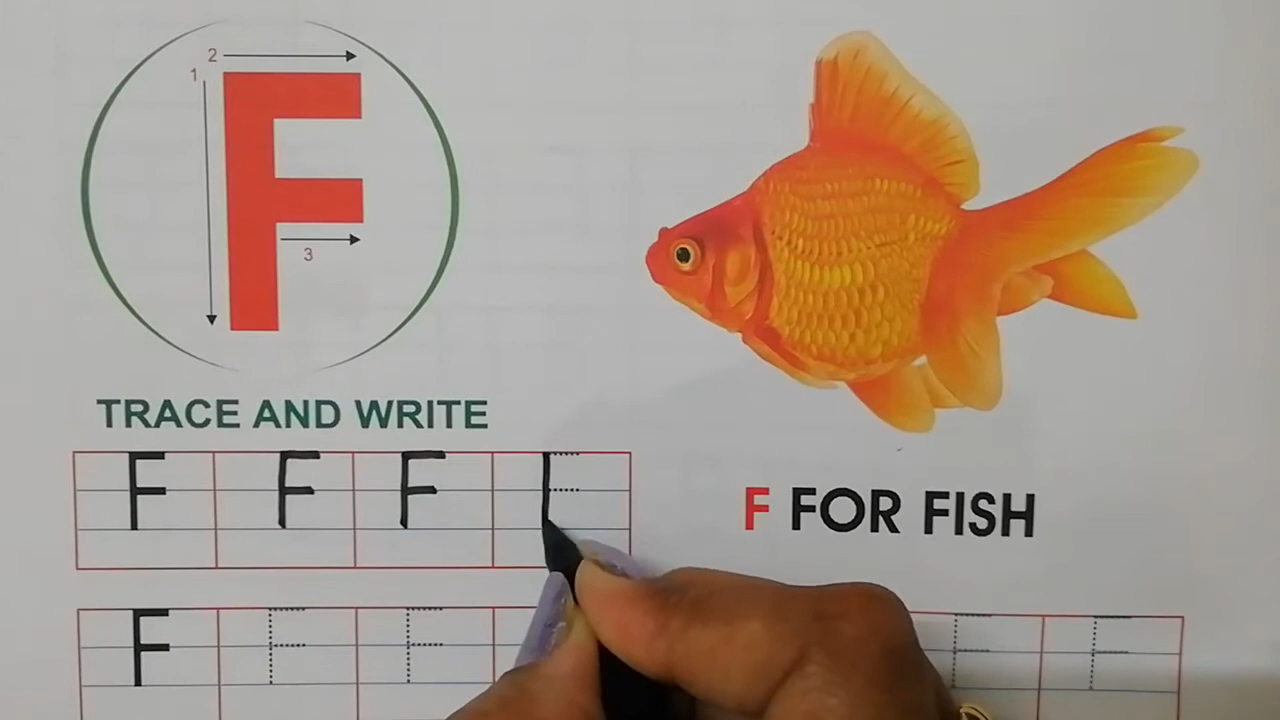 2
1
F
3
TRACE AND WRITE
F F F F
F FOR FISH
F F F F F